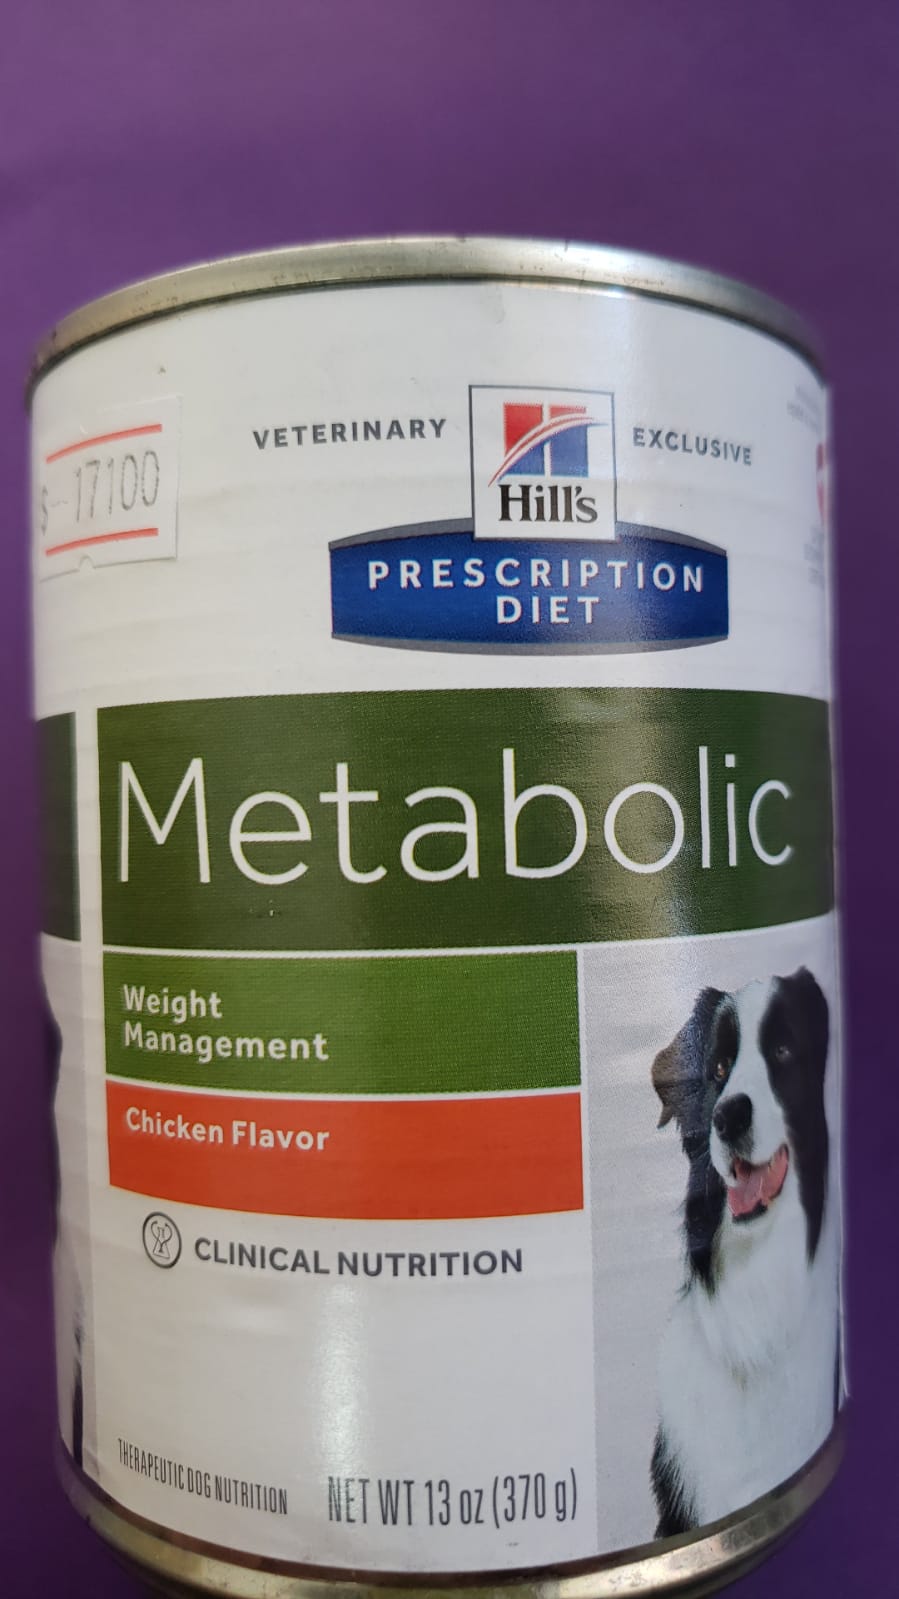 $--17100
VETERINARY
EXCLUSIVE
Hill's
PRESCRIPTION
DIET
Metabolic
Weight
Management
Chicken Flavor
CLINICAL NUTRITION
THERAPEUTIC DOG NUTRITION
NET WT 13 oz (370 g)